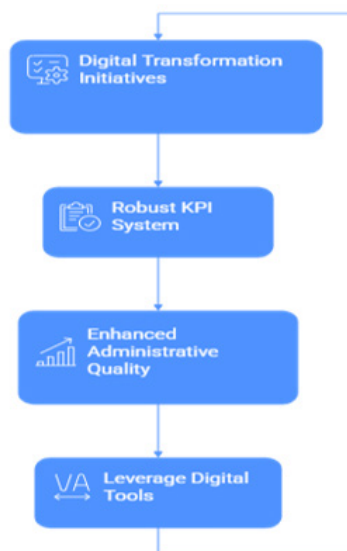 Digital Transformation
Initiatives
Robust KPI
System
Enhanced
Administrative
Quality
VA
Leverage Digital
Tools